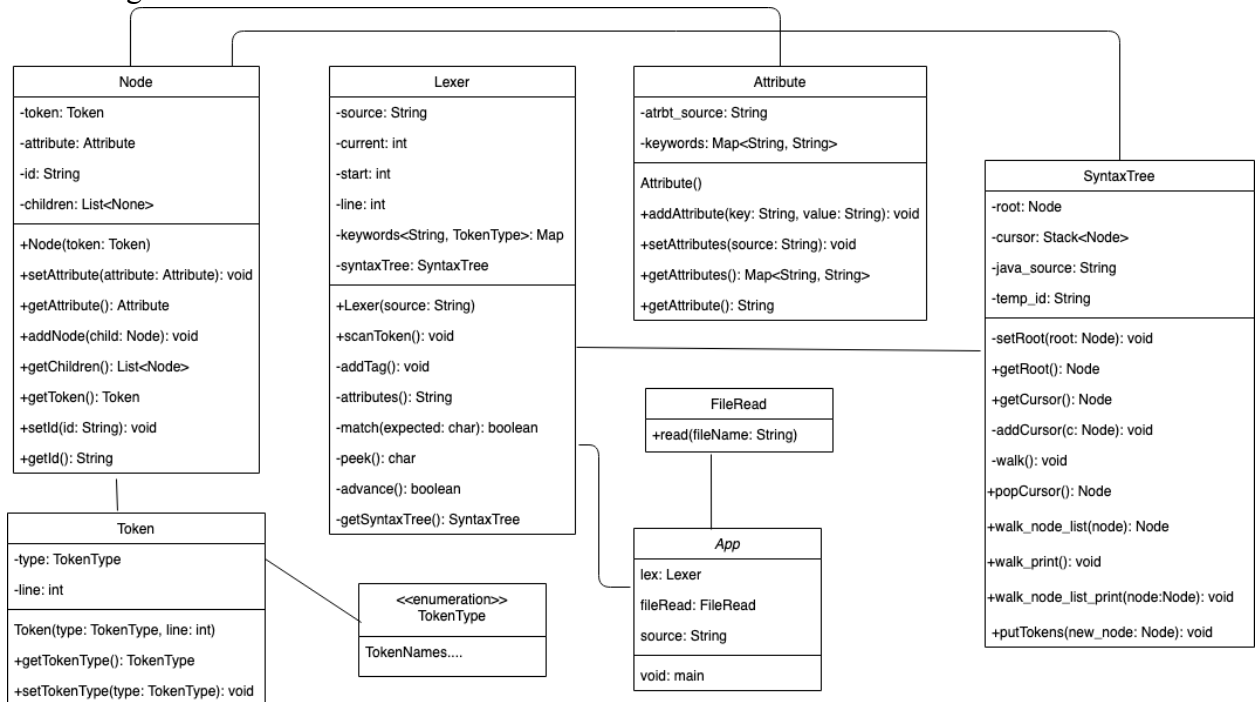 Node
-token: Token
-attribute: Attribute
-id: String
-children: List<None>
+Node(token: Token)
+setAttribute(attribute: Attribute): void
+getAttribute(): Attribute
+addNode(child: Node): void
+getChildren(): List<Node>
+getToken(): Token
+setId(id: String): void
+getId(): String
Lexer
-source: String
-current: int
-start: int
-line: int
-keywords<String, TokenType>: Map
-syntaxTree: SyntaxTree
+Lexer(source: String)
+scanToken(): void
-addTag(): void
-attributes(): String
-match(expected: char): boolean
-peek(): char
-advance(): boolean
-getSyntaxTree(): SyntaxTree
Attribute
-atrbt_source: String
-keywords: Map<String, String>
Attribute()
+addAttribute(key: String, value: String): void
+setAttributes(source: String): void
+getAttributes(): Map<String, String>
+getAttribute(): String
SyntaxTree
-root: Node
-cursor: Stack<Node>
-java_source: String
-temp_id: String
-setRoot(root: Node): void
+getRoot(): Node
+getCursor(): Node
-addCursor(c: Node): void
-walk(): void
+popCursor(): Node
+walk_node_list(node): Node
+walk_print(): void
+walk_node_list_print(node:Node): void
+putTokens(new_node: Node): void
FileRead
+read(fileName: String)
Token
-type: TokenType
-line: int
Token(type: TokenType, line: int)
+getTokenType(): TokenType
+setTokenType(type: TokenType): void
<<enumeration>>
TokenType
TokenNames....
App
lex: Lexer
fileRead: FileRead
source: String
void: main